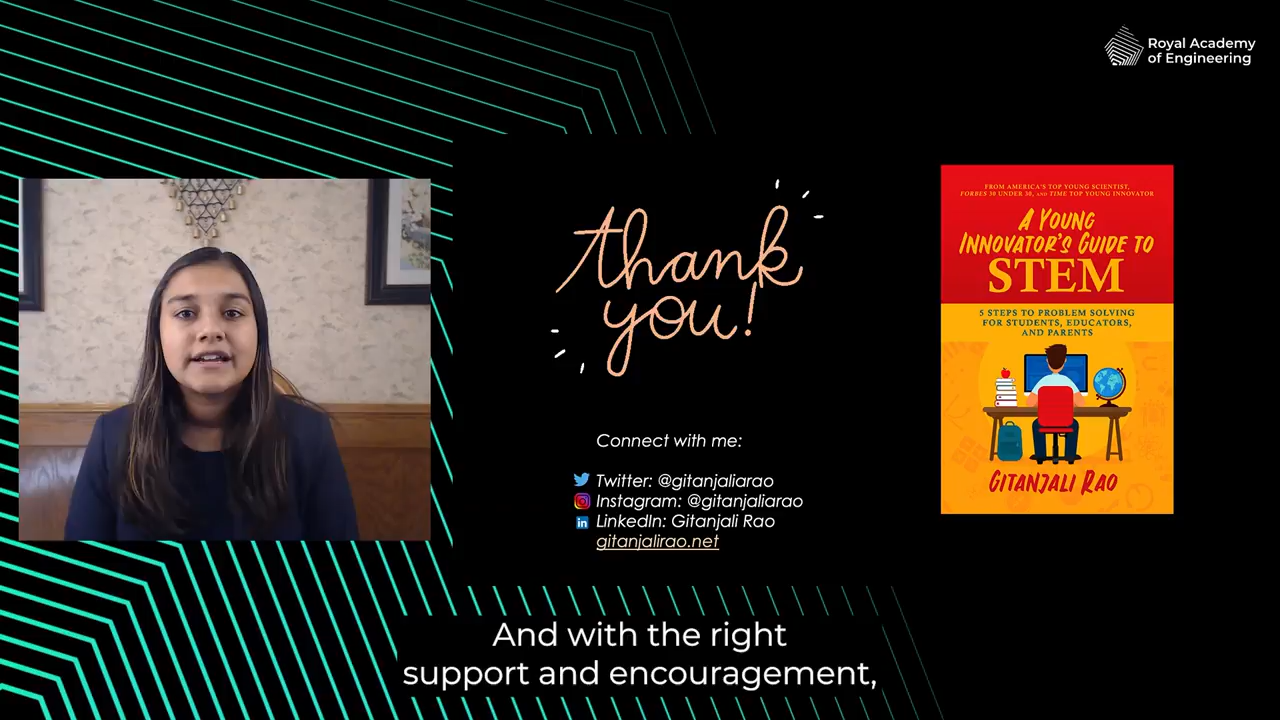 Royal Academy
of Engineering
thank
you!
Connect with me:
Twitter: @gitanjaliarao
Instagram: @gitanjaliarao
LinkedIn: Gitanjali Rao
gitanjalirao.net
FROM AMERICA'S TOP YOUNG SCIENTIST,
FORBES 30 UNDER 30, AND TIME TOP YOUNG INNOVATOR
A YOUNG
INNOVATOR'S GUIDE TO
STEM
5 STEPS TO PROBLEM SOLVING
FOR STUDENTS, EDUCATORS,
AND PARENTS
GITANJALI RAO
And with the right
support and encouragement,